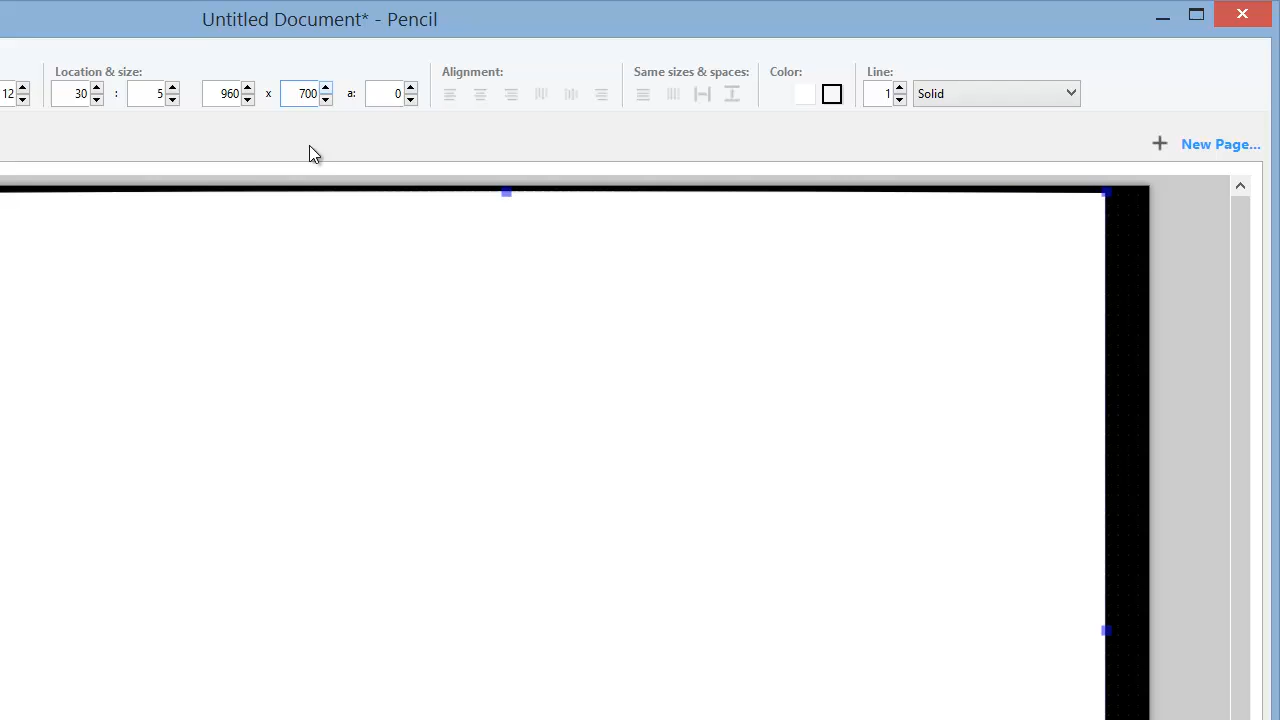 Untitled Document* - Pencil
Location & size: Alignment: Same sizes & spaces: Color: Line:
12 30 : 5 960 x 700 a: 0 1 Solid
New Page...